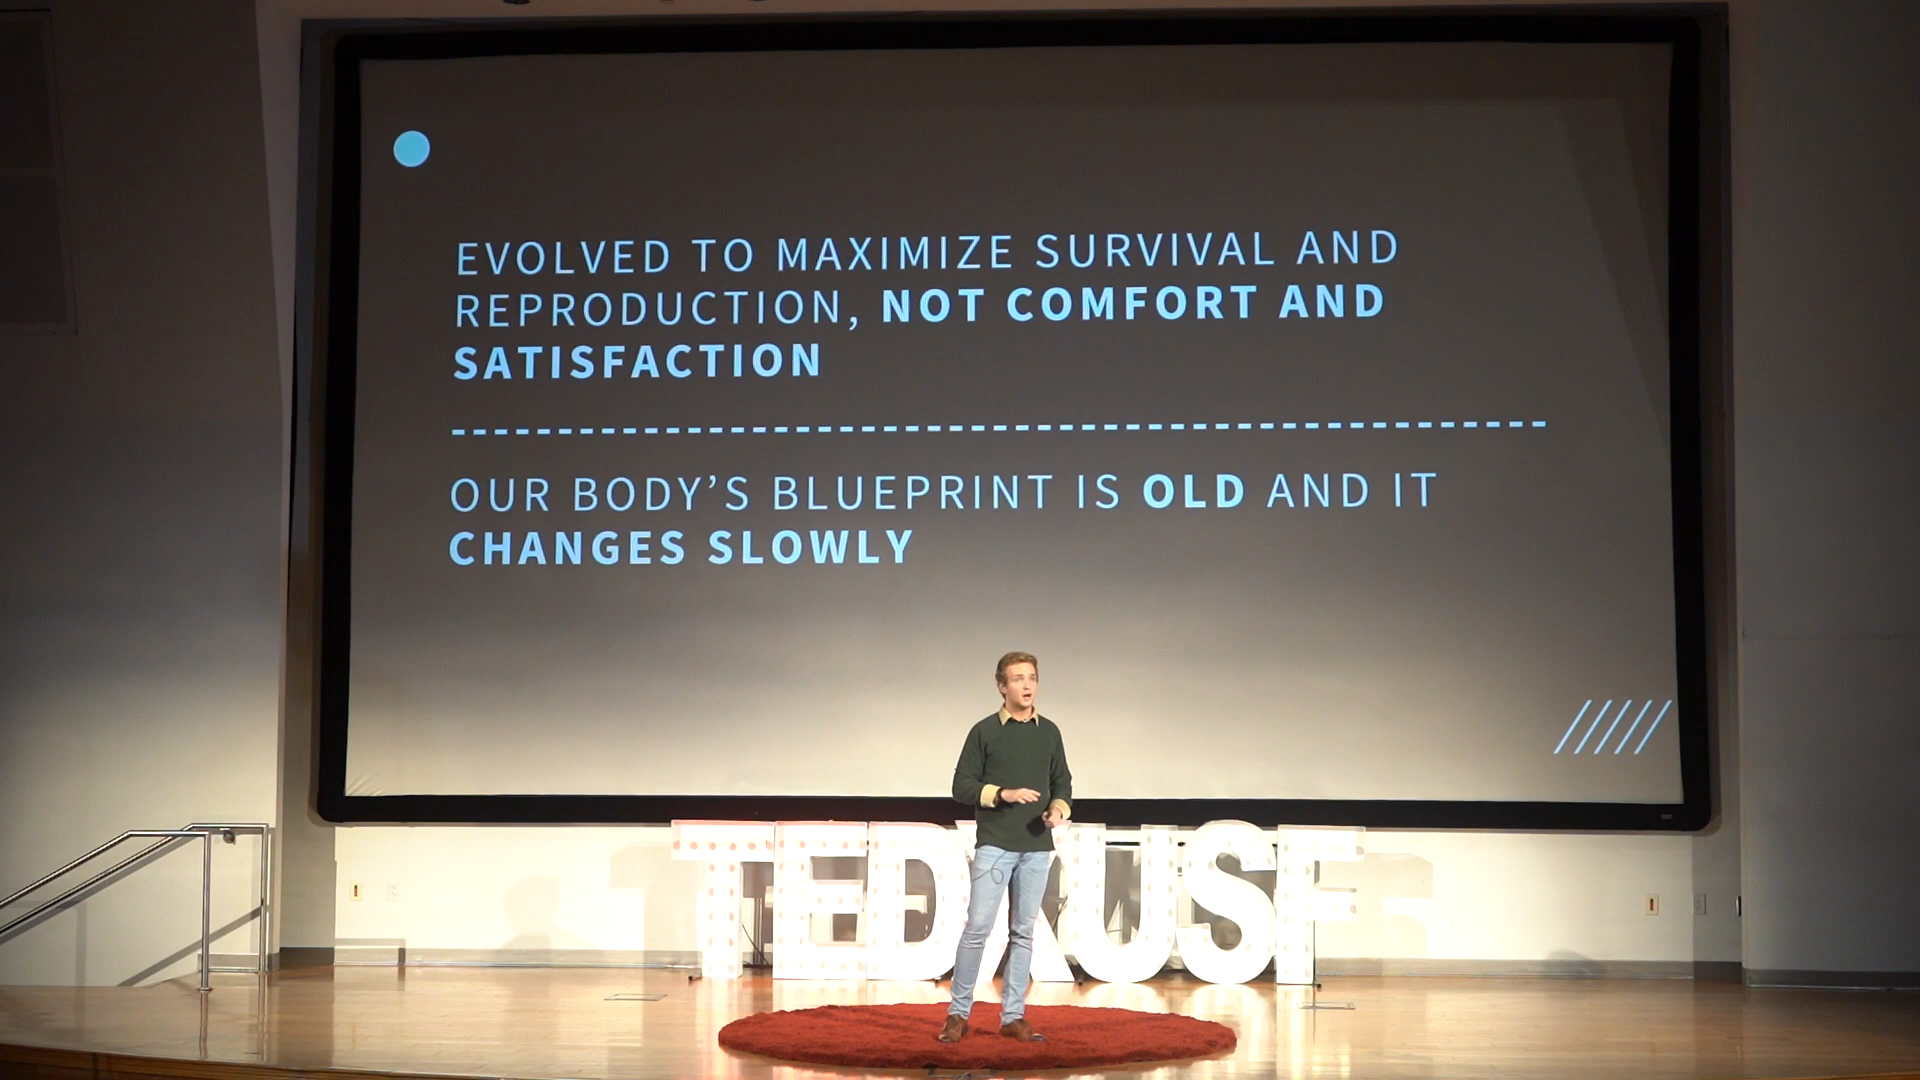 EVOLVED TO MAXIMIZE SURVIVAL AND
REPRODUCTION, NOT COMFORT AND
SATISFACTION
OUR BODY’S BLUEPRINT IS OLD AND IT
CHANGES SLOWLY
TEDXUSF